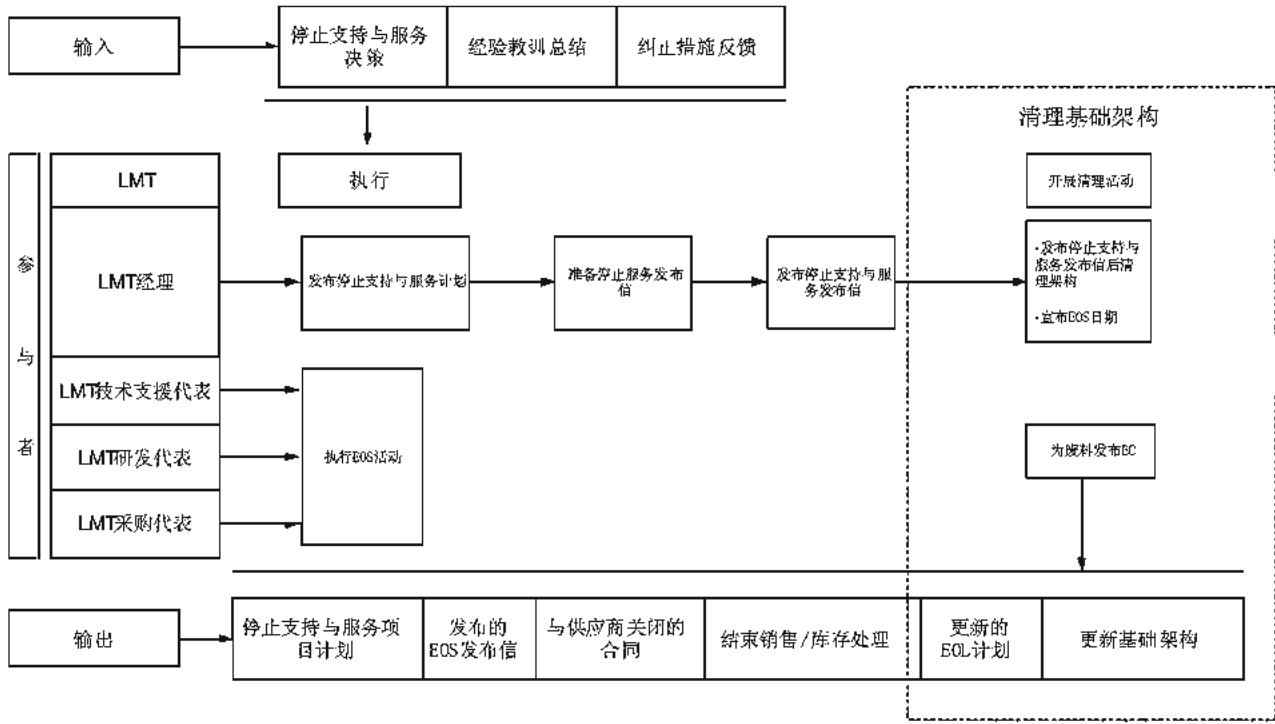 输入
停止支持与服务
决策
经验教训总结
纠正措施反馈
清理基础架构
参
与
者
LMT
执行
开展清理活动
LMT经理
发布停止支持与服务计划
准备停止服务发布
信
发布停止支持与服
务发布信
·发布停止支持与
服务发布信后清
理架构
·宣布EOS日期
LMT技术支援代表
LMT研发代表
LMT采购代表
执行EOS活动
为废料发布EC
输出
停止支持与服务项
目计划
发布的
EOS发布信
与供应商关闭的
合同
结束销售/库存处理
更新的
EOL计划
更新基础架构